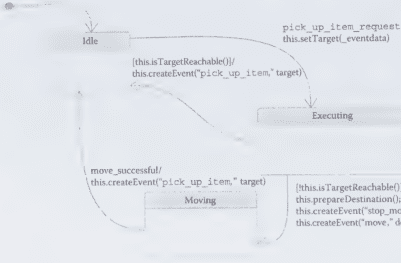 pick_up_item_request
this.setTarget(_eventdata)
Idle
[this.isTargetReachable()]/
this.createEvent("pick_up_item," target)
Executing
move_successful/
this.createEvent("pick_up_item," target)
Moving
[!this.isTargetReachable()
this.prepareDestination();
this.createEvent("stop_mo
this.createEvent("move," d